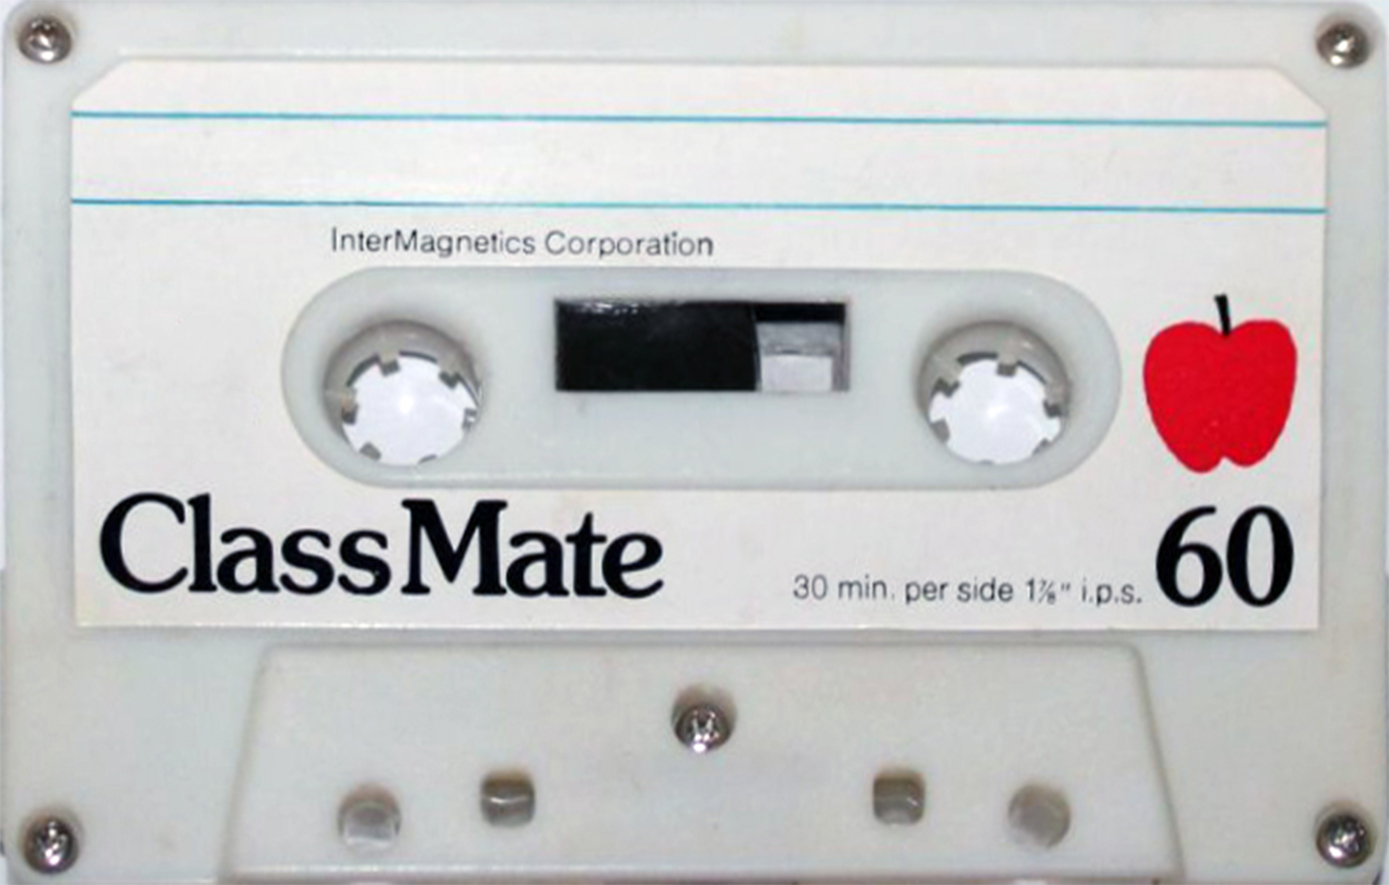 InterMagnetics Corporation
ClassMate
30 min. per side 1⅞" i.p.s.
60